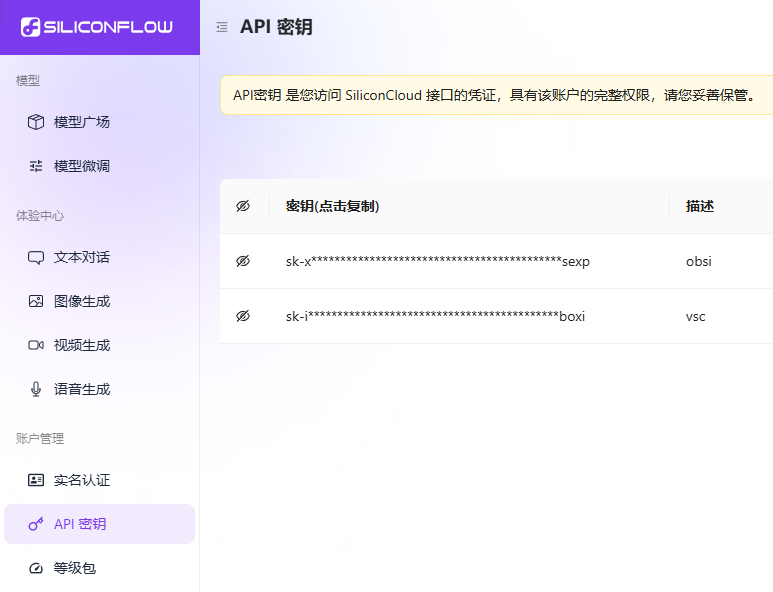 SILICONFLOW
API 密钥
模型
模型广场
模型微调
体验中心
文本对话
图像生成
视频生成
语音生成
账户管理
实名认证
API 密钥
等级包
API密钥 是您访问 SiliconCloud 接口的凭证，具有该账户的完整权限，请您妥善保管。
密钥(点击复制) 描述
sk-x********************************************sexp obsi
sk-i********************************************boxi vsc